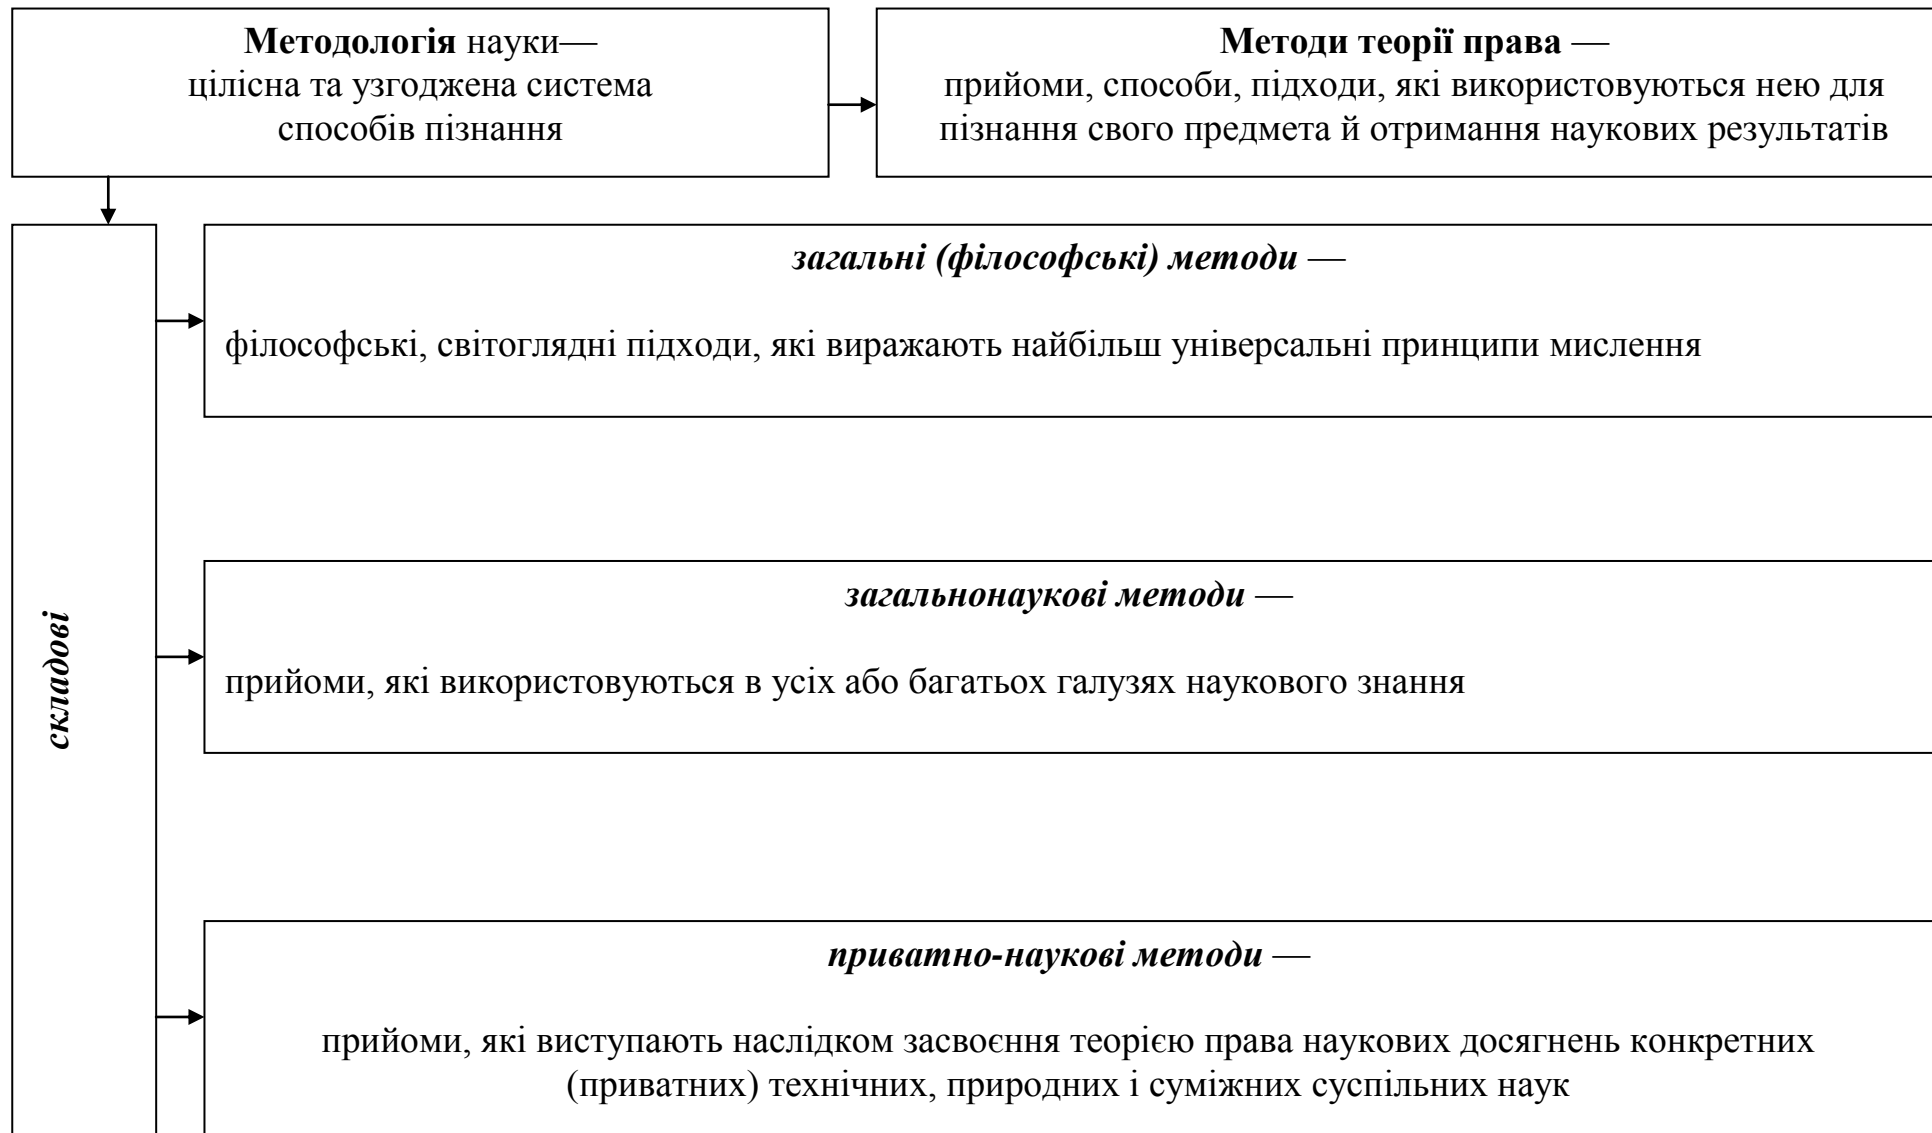 Методологія науки—
цілісна та узгоджена система
способів пізнання
Методи теорії права —
прийоми, способи, підходи, які використовуються нею для
пізнання свого предмета й отримання наукових результатів
складові
загальні (філософські) методи —
філософські, світоглядні підходи, які виражають найбільш універсальні принципи мислення
загальнонаукові методи —
прийоми, які використовуються в усіх або багатьох галузях наукового знання
приватно-наукові методи —
прийоми, які виступають наслідком засвоєння теорією права наукових досягнень конкретних
(приватних) технічних, природних і суміжних суспільних наук